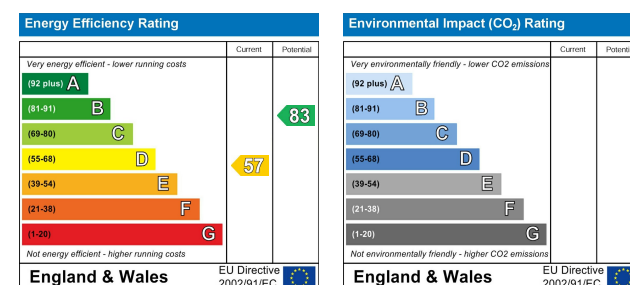 Energy Efficiency Rating
Current Potential
Very energy efficient - lower running costs
(92 plus) A
(81-91) B
83
(69-80) C
(55-68) D
57
(39-54) E
(21-38) F
(1-20) G
Not energy efficient - higher running costs
England & Wales
EU Directive
2002/91/EC
Environmental Impact (CO2) Rating
Current Potential
Very environmentally friendly - lower CO2 emissions
(92 plus) A
(81-91) B
(69-80) C
(55-68) D
(39-54) E
(21-38) F
(1-20) G
Not environmentally friendly - higher CO2 emissions
England & Wales
EU Directive
2002/91/EC